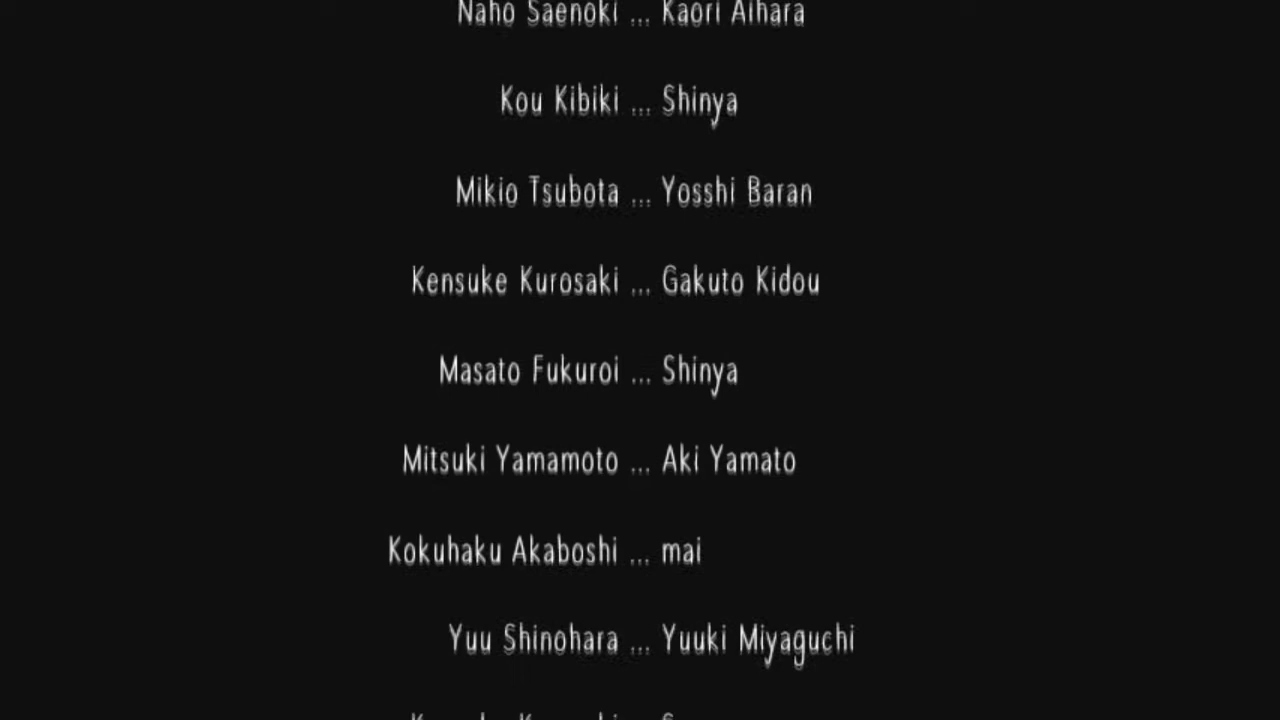 Naho Saenoki ... Kaori Aihara
Kou Kibiki ... Shinya
Mikio Tsubota ... Yosshi Baran
Kensuke Kurosaki ... Gakuto Kidou
Masato Fukuroi ... Shinya
Mitsuki Yamamoto ... Aki Yamato
Kokuhaku Akaboshi ... mai
Yuu Shinohara ... Yuuki Miyaguchi